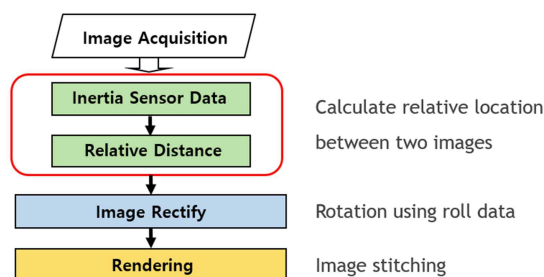 Image Acquisition
Inertia Sensor Data
Relative Distance
Calculate relative location
between two images
Image Rectify
Rotation using roll data
Rendering
Image stitching